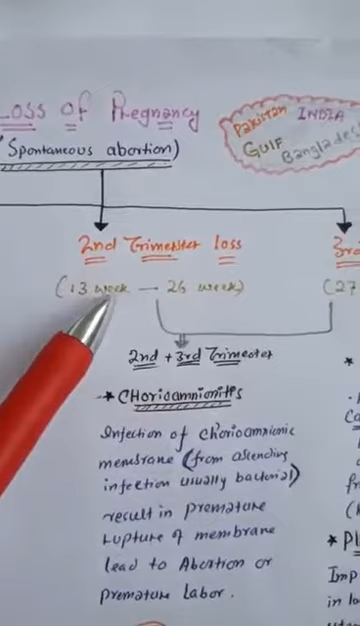 Loss of Pregnancy
(Spontaneous abortion)
Pakistan INDIA
GUlF Bangladesh
2nd Trimester loss
(13 week — 26 week)
3rd
(27
2nd + 3rd Trimester
* CHorioamnionitis
Infection of chorioamnionic
membrane (from ascending
infection usually bacterial)
result in premature
rupture of membrane
lead to Abortion or
premature Labor.
* Pl
Imp
in lo